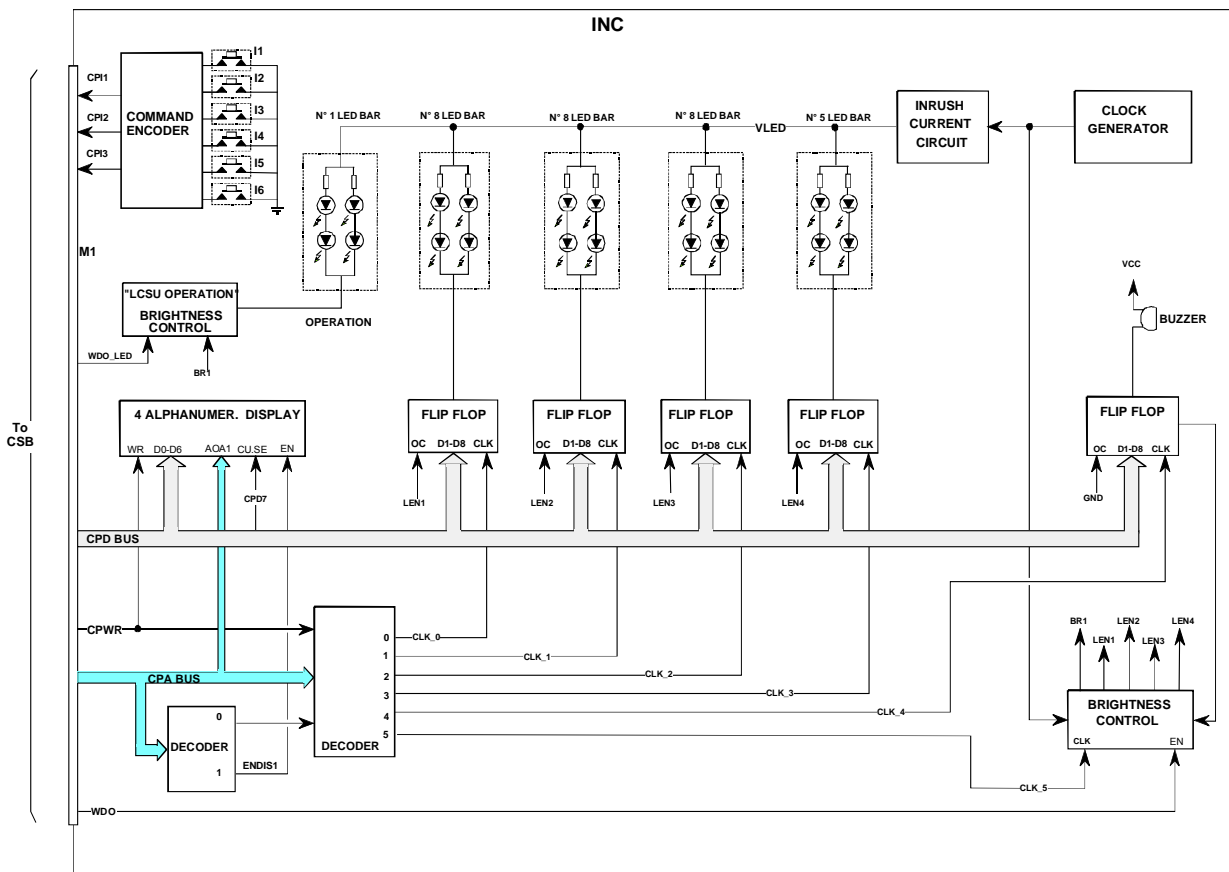 INC
I1
CPI1
I2
COMMAND
ENCODER
CPI2
I3
I4
CPI3
I5
I6
N° 1 LED BAR
N° 8 LED BAR
N° 8 LED BAR
N° 8 LED BAR
VLED
N° 5 LED BAR
INRUSH
CURRENT
CIRCUIT
CLOCK
GENERATOR
M1
"LCSU OPERATION"
BRIGHTNESS
CONTROL
OPERATION
WDO_LED
BR1
VCC
BUZZER
To
CSB
4 ALPHANUMER. DISPLAY
WR D0-D6 AOA1 CU.SE EN
CPD7
FLIP FLOP
OC D1-D8 CLK
LEN1
FLIP FLOP
OC D1-D8 CLK
LEN2
FLIP FLOP
OC D1-D8 CLK
LEN3
FLIP FLOP
OC D1-D8 CLK
LEN4
FLIP FLOP
OC D1-D8 CLK
GND
CPD BUS
CPWR
CPA BUS
0
DECODER
1
ENDIS1
0
1
2
3
4
5
DECODER
CLK_0
CLK_1
CLK_2
CLK_3
CLK_4
CLK_5
BR1
LEN1
LEN2
LEN3
LEN4
BRIGHTNESS
CONTROL
CLK EN
WDO